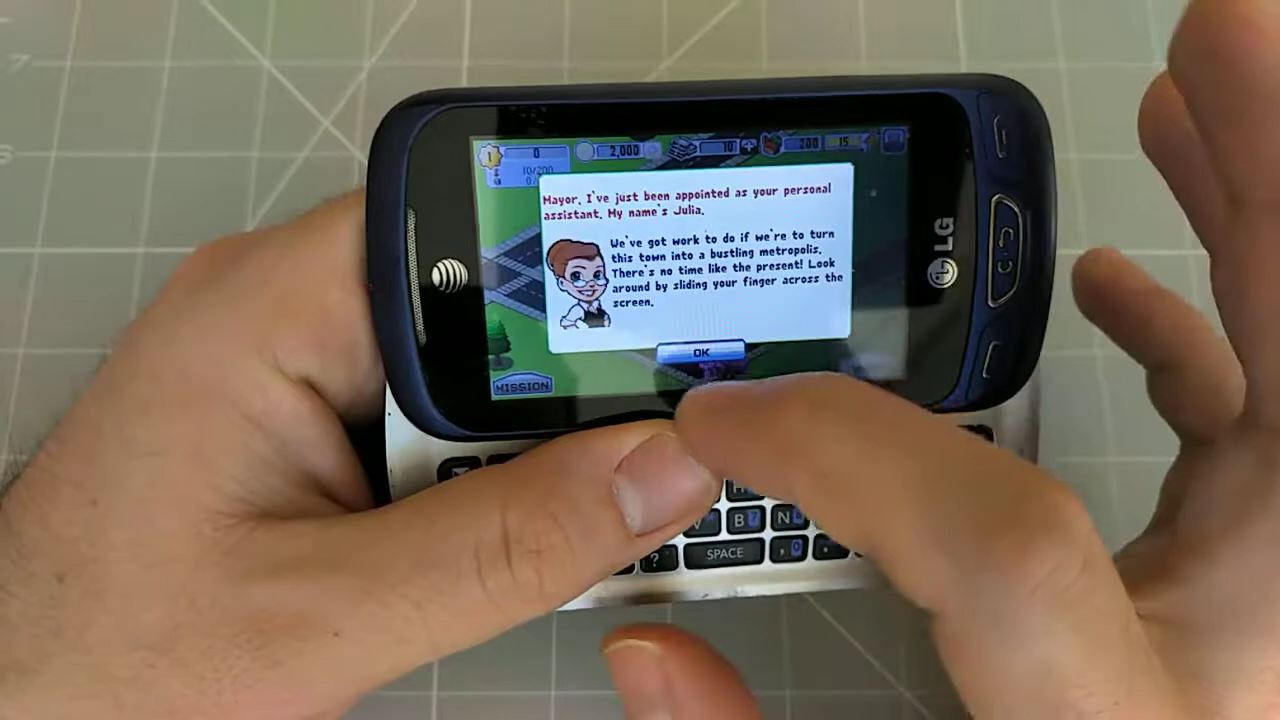 0
2,000
10
200
15
1
10/200
Mayor, I've just been appointed as your personal
assistant. My name's Julia.
We've got work to do if we're to turn
this town into a bustling metropolis.
There's no time like the present! Look
around by sliding your finger across the
screen.
OK
MISSION
LG
B
N
?
SPACE